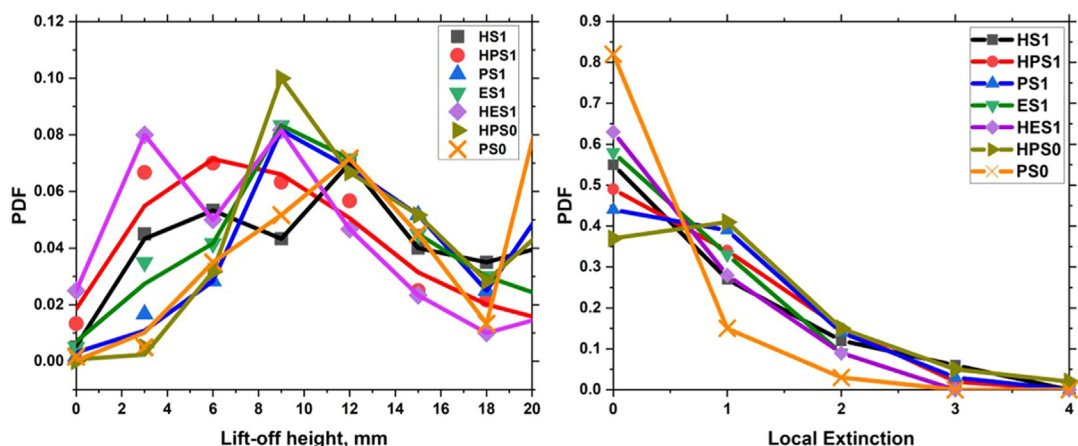 0.12
0.10
0.08
0.06
0.04
0.02
0.00
PDF
0 2 4 6 8 10 12 14 16 18 20
Lift-off height, mm
HS1
HPS1
PS1
ES1
HES1
HPS0
PS0
0.9
0.8
0.7
0.6
0.5
0.4
0.3
0.2
0.1
0.0
PDF
0 1 2 3 4
Local Extinction
HS1
HPS1
PS1
ES1
HES1
HPS0
PS0